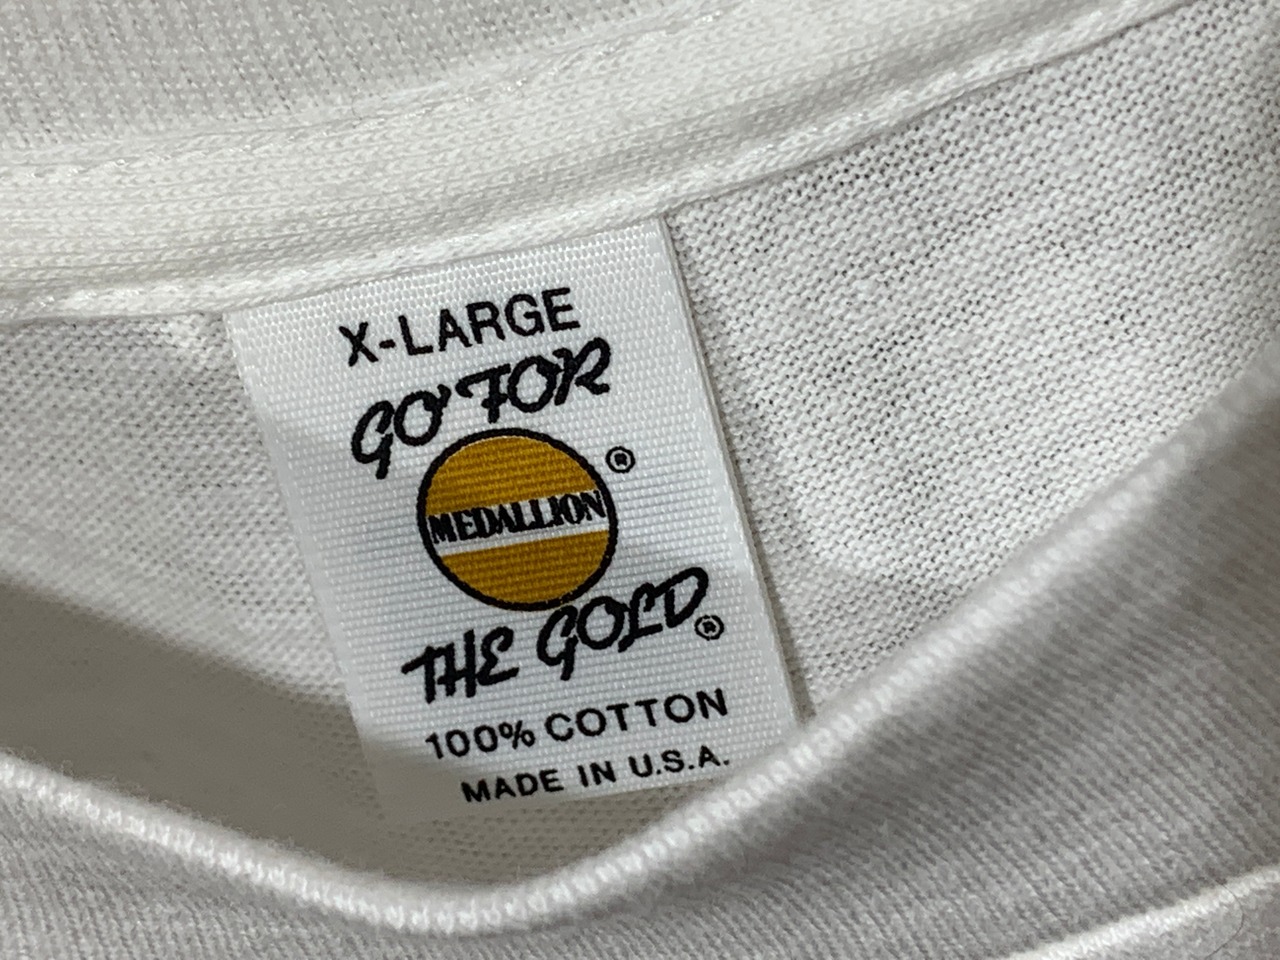 X-LARGE
GO FOR
MEDALLION ®
THE GOLD®
100% COTTON
MADE IN U.S.A.